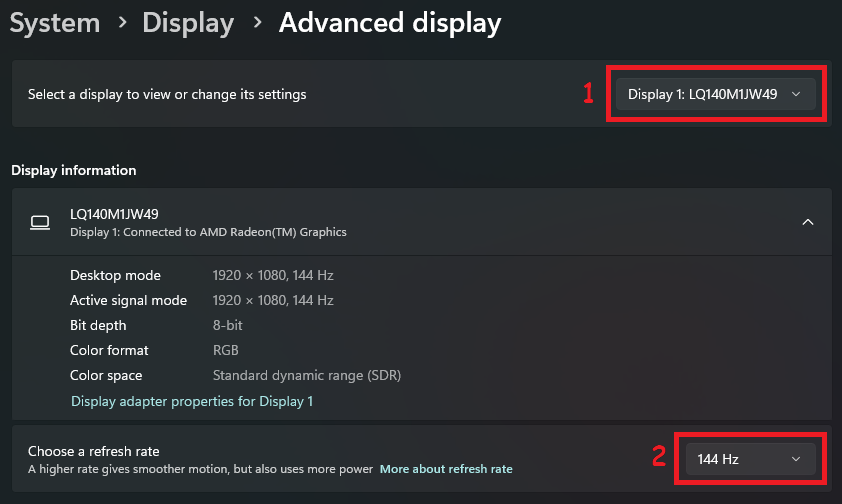 System > Display > Advanced display
Select a display to view or change its settings
1
Display 1: LQ140M1JW49
Display information
LQ140M1JW49
Display 1: Connected to AMD Radeon(TM) Graphics
Desktop mode 1920 × 1080, 144 Hz
Active signal mode 1920 × 1080, 144 Hz
Bit depth 8-bit
Color format RGB
Color space Standard dynamic range (SDR)
Display adapter properties for Display 1
Choose a refresh rate
A higher rate gives smoother motion, but also uses more power More about refresh rate
2
144 Hz